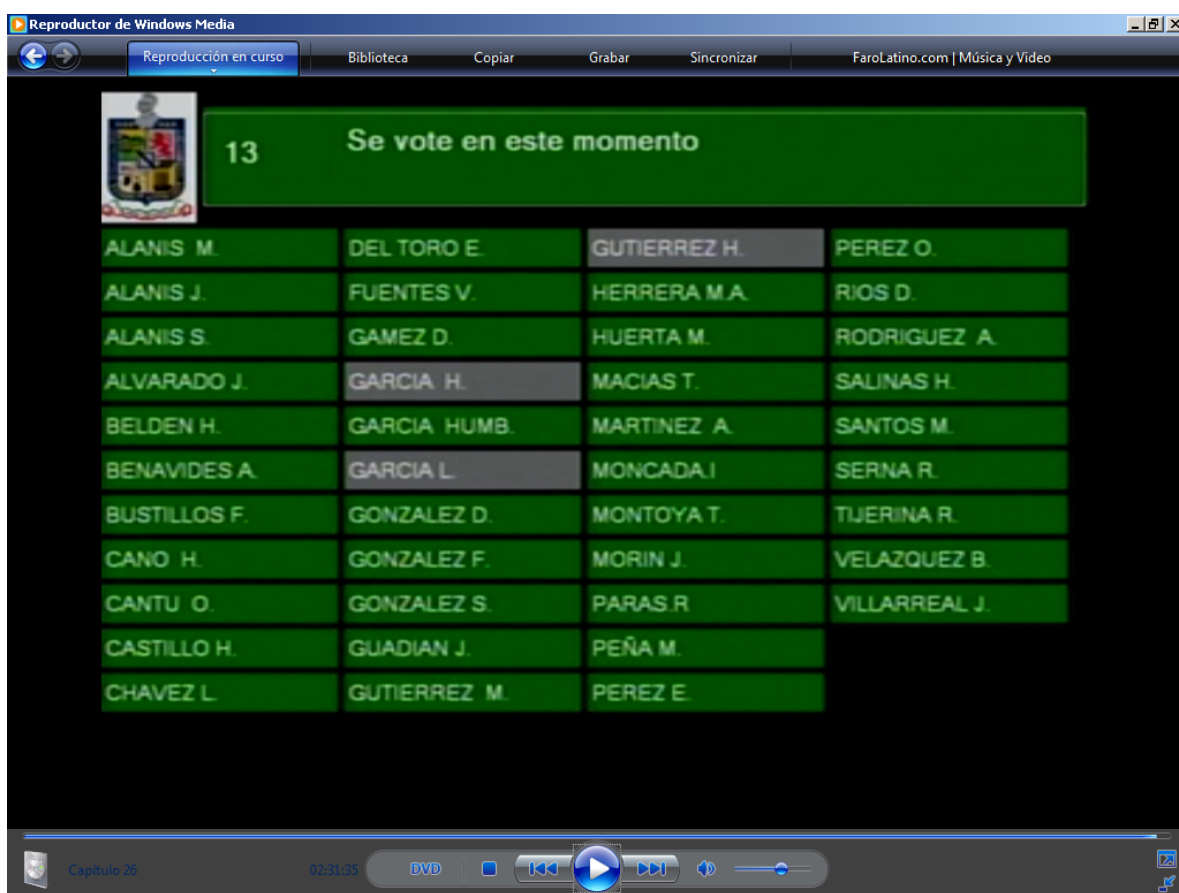 Reproductor de Windows Media
Reproducción en curso Biblioteca Copiar Grabar Sincronizar FaroLatino.com | Música y Video
13 Se vote en este momento
ALANIS M. DEL TORO E. GUTIERREZ H. PEREZ O.
ALANIS J. FUENTES V. HERRERA M.A. RIOS D.
ALANIS S. GAMEZ D. HUERTA M. RODRIGUEZ A.
ALVARADO J. GARCIA H. MACIAS T. SALINAS H.
BELDEN H. GARCIA HUMB. MARTINEZ A. SANTOS M.
BENAVIDES A. GARCIA L. MONCADA.I SERNA R.
BUSTILLOS F. GONZALEZ D. MONTOYA T. TIJERINA R.
CANO H. GONZALEZ F. MORIN J. VELAZQUEZ B.
CANTU O. GONZALEZ S. PARAS.R VILLARREAL J.
CASTILLO H. GUADIAN J. PEÑA M.
CHAVEZ L. GUTIERREZ M. PEREZ E.
Capítulo 26 02:31:35 DVD